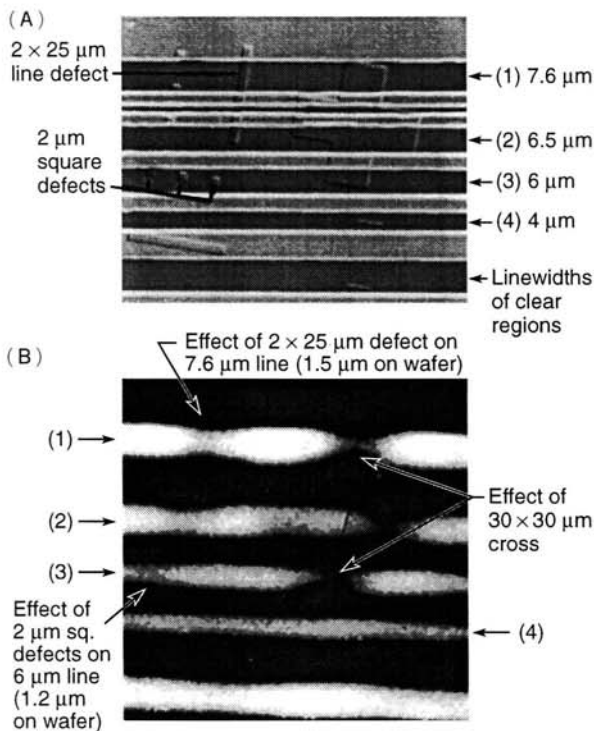 (A)
2 × 25 μm
line defect
2 μm
square
defects
(1) 7.6 μm
(2) 6.5 μm
(3) 6 μm
(4) 4 μm
Linewidths
of clear
regions
(B)
Effect of 2 × 25 μm defect on
7.6 μm line (1.5 μm on wafer)
(1)
(2)
(3)
Effect of
30 × 30 μm
cross
Effect of
2 μm sq.
defects on
6 μm line
(1.2 μm
on wafer)
(4)